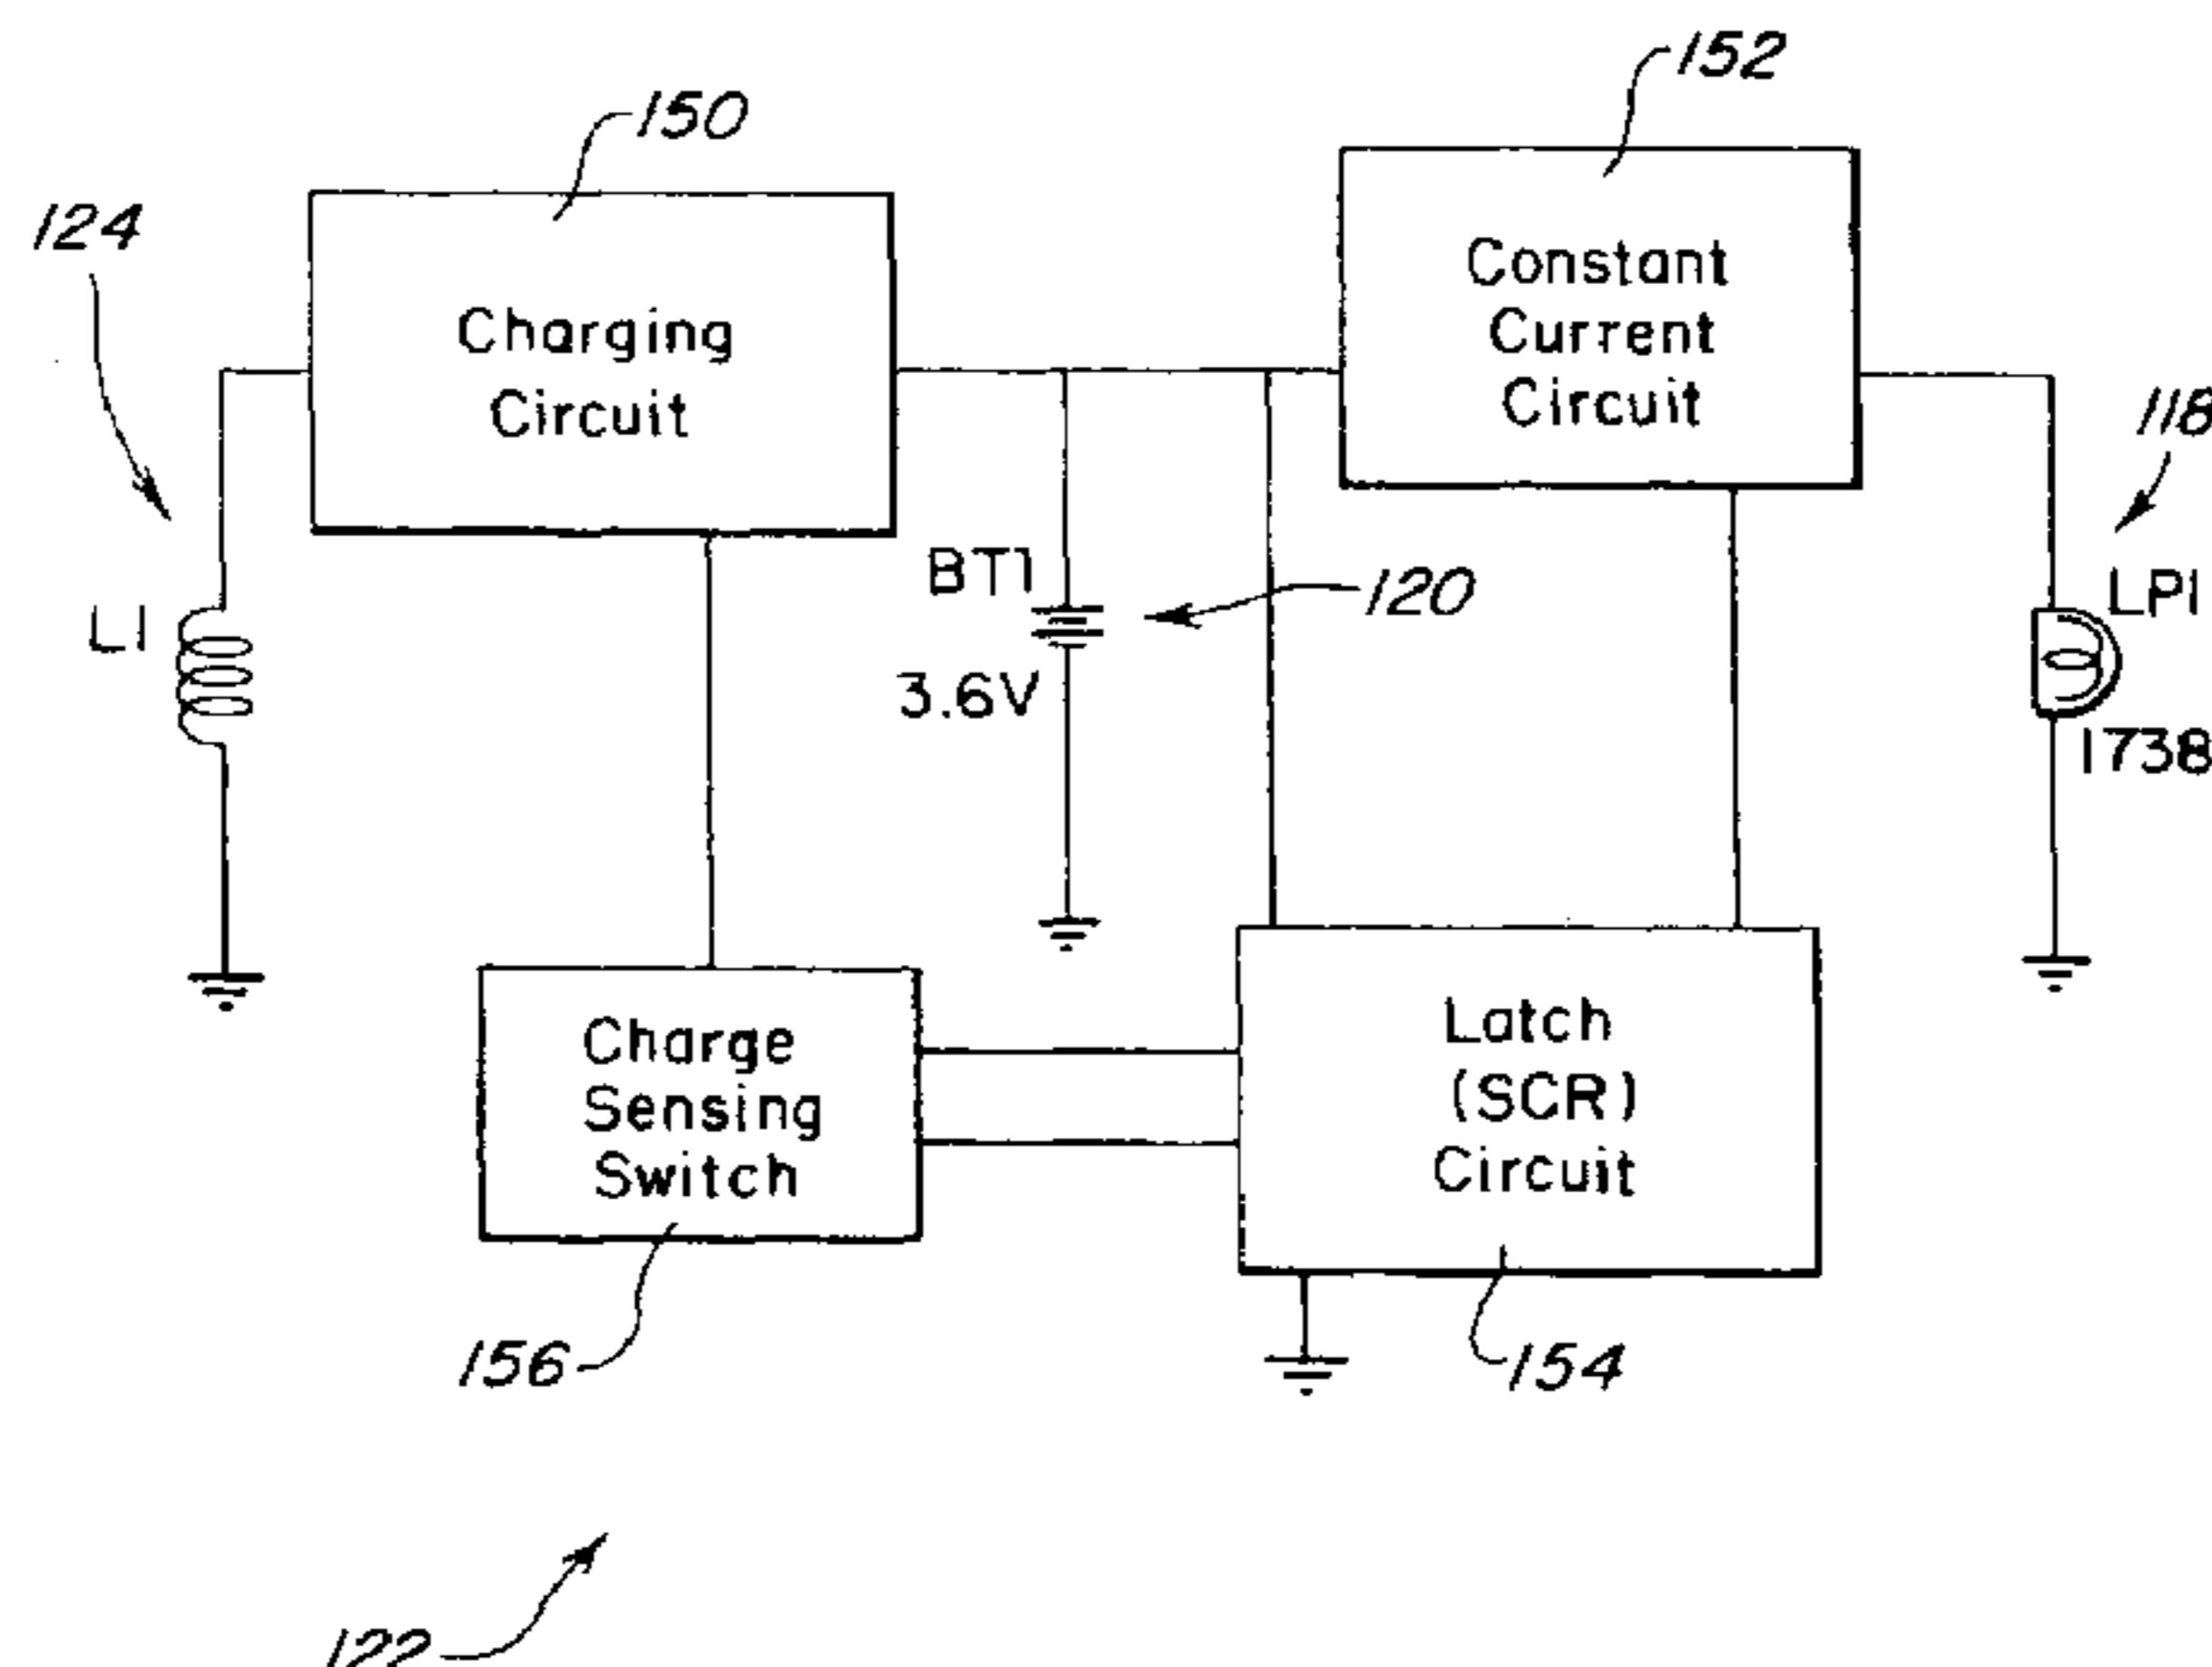 152
150
124
Constant
Current
Circuit
Charging
Circuit
118
BT1
120
LP1
L1
3.6V
1738
Latch
(SCR)
Circuit
Charge
Sensing
Switch
156
154
122